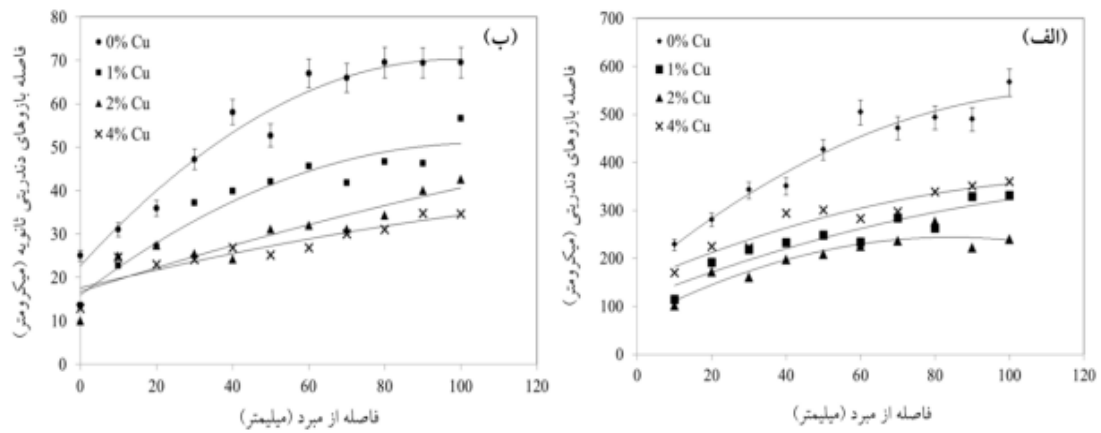 (الف)
فاصله بازوهای دندریتی (میکرومتر)
700
600
500
400
300
200
100
0
0% Cu
1% Cu
2% Cu
4% Cu
0 20 40 60 80 100 120
فاصله از مبرد (میلیمتر)
(ب)
فاصله بازوهای دندریتی ثانویه (میکرومتر)
80
70
60
50
40
30
20
10
0
0% Cu
1% Cu
2% Cu
4% Cu
0 20 40 60 80 100 120
فاصله از مبرد (میلیمتر)